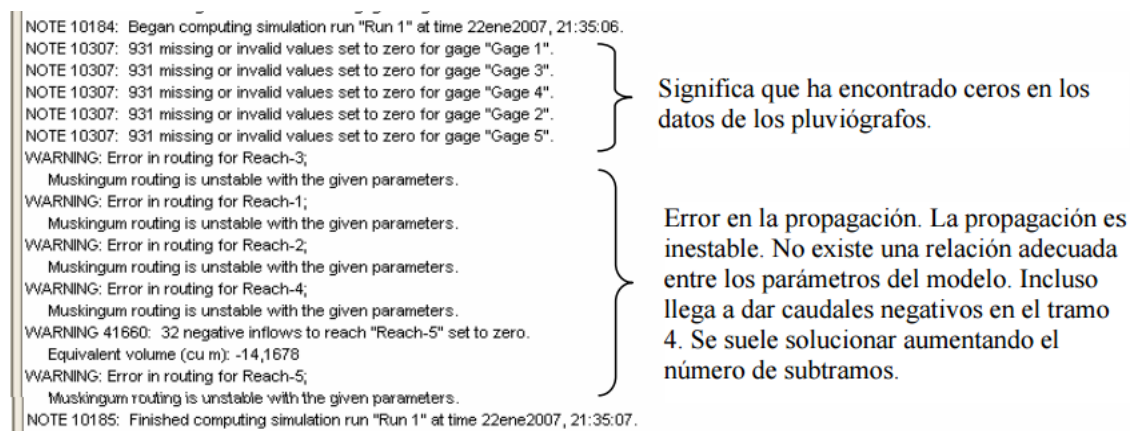 NOTE 10184:  Began computing simulation run "Run 1" at time 22ene2007, 21:35:06.
NOTE 10307:  931 missing or invalid values set to zero for gage "Gage 1".
NOTE 10307:  931 missing or invalid values set to zero for gage "Gage 3".
NOTE 10307:  931 missing or invalid values set to zero for gage "Gage 4".
NOTE 10307:  931 missing or invalid values set to zero for gage "Gage 2".
NOTE 10307:  931 missing or invalid values set to zero for gage "Gage 5".
WARNING: Error in routing for Reach-3;
Muskingum routing is unstable with the given parameters.
WARNING: Error in routing for Reach-1;
Muskingum routing is unstable with the given parameters.
WARNING: Error in routing for Reach-2;
Muskingum routing is unstable with the given parameters.
WARNING: Error in routing for Reach-4;
Muskingum routing is unstable with the given parameters.
WARNING 41660:  32 negative inflows to reach "Reach-5" set to zero.
Equivalent volume (cu m): -14,1678
WARNING: Error in routing for Reach-5;
Muskingum routing is unstable with the given parameters.
NOTE 10185:  Finished computing simulation run "Run 1" at time 22ene2007, 21:35:07.
Significa que ha encontrado ceros en los
datos de los pluviógrafos.
Error en la propagación. La propagación es
inestable. No existe una relación adecuada
entre los parámetros del modelo. Incluso
llega a dar caudales negativos en el tramo
4. Se suele solucionar aumentando el
número de subtramos.